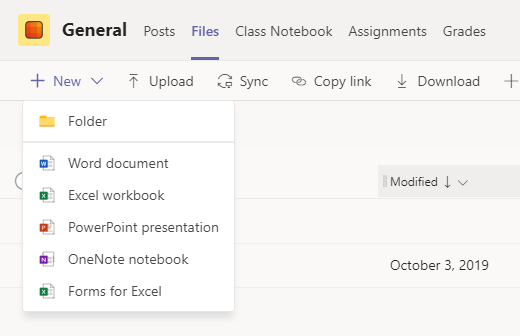 General Posts Files Class Notebook Assignments Grades
New Upload Sync Copy link Download
Folder
Word document
Modified
Excel workbook
PowerPoint presentation
OneNote notebook
October 3, 2019
Forms for Excel